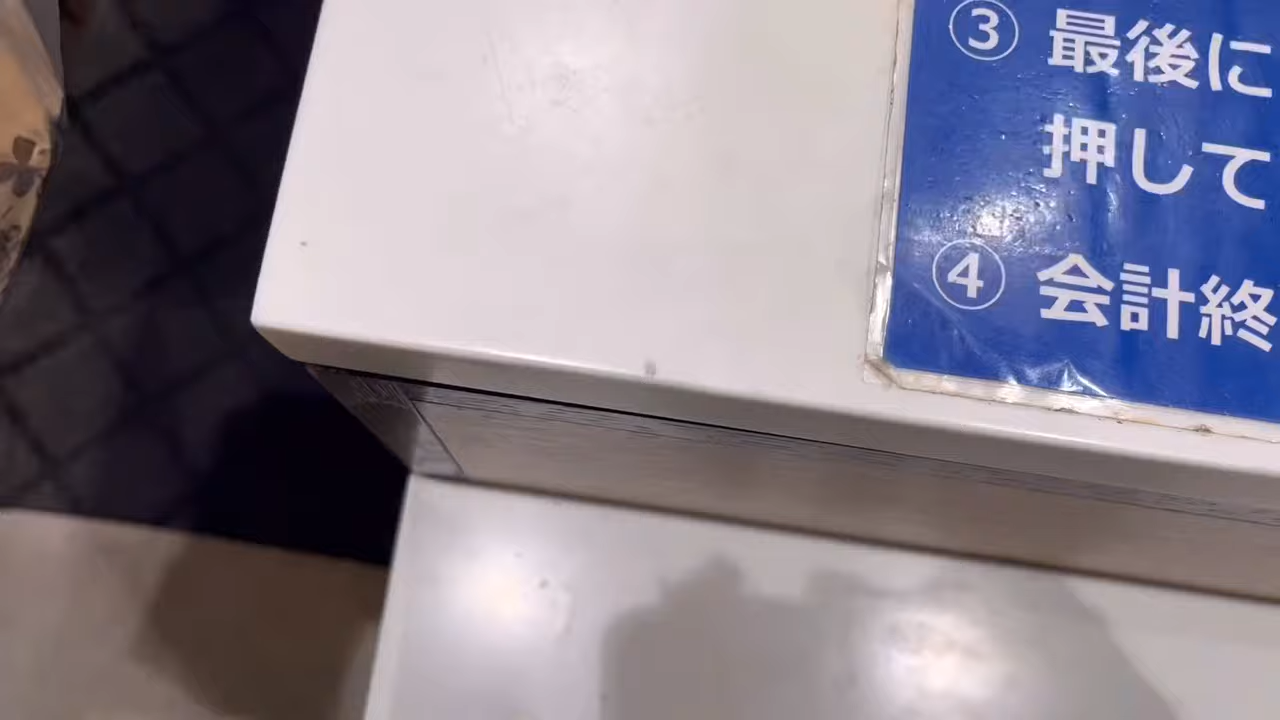 ③ 最後に
押して
④ 会計終